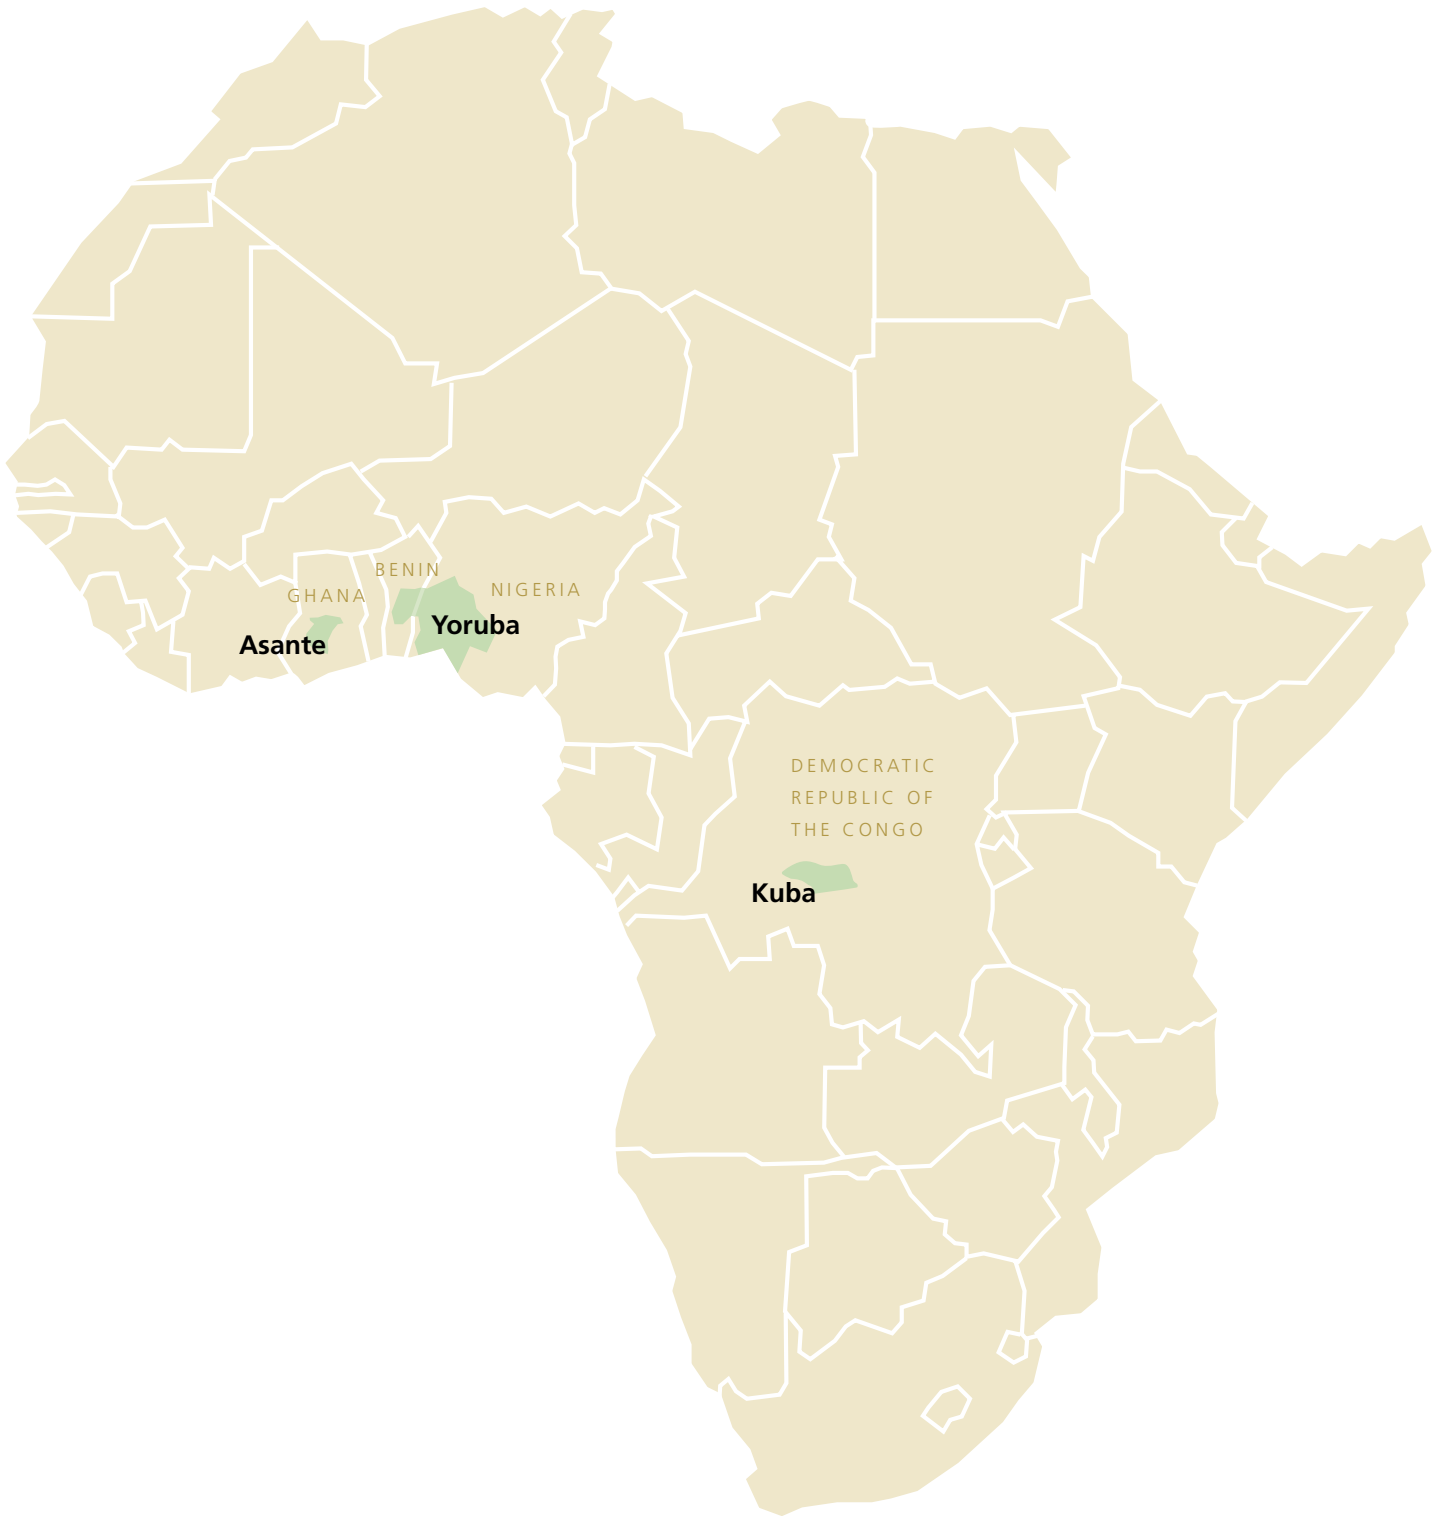 BENIN
NIGERIA
GHANA
Yoruba
Asante
DEMOCRATIC
REPUBLIC OF
THE CONGO
Kuba